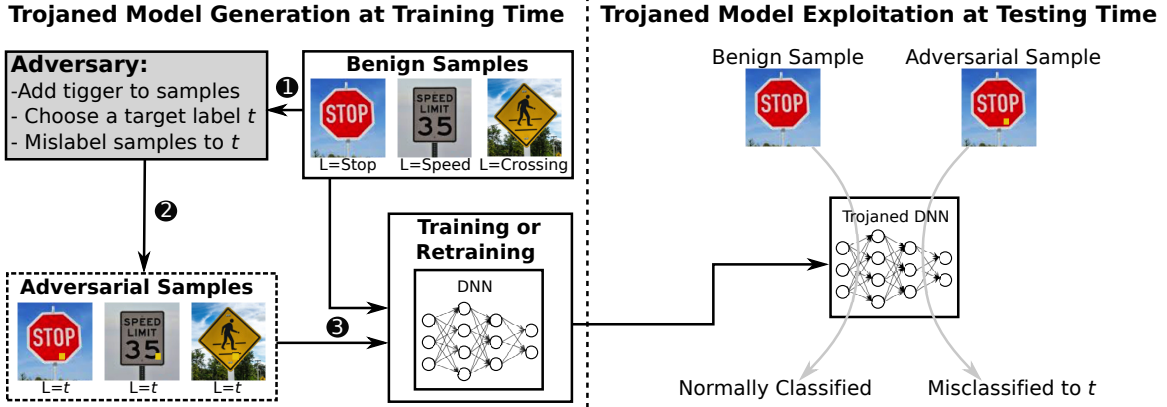 Trojaned Model Generation at Training Time
Adversary:
-Add tigger to samples
- Choose a target label t
- Mislabel samples to t
❶
Benign Samples
STOP
SPEED
LIMIT
35
L=Stop
L=Speed
L=Crossing
❷
Adversarial Samples
STOP
SPEED
LIMIT
35
L=t
L=t
L=t
❸
Training or
Retraining
DNN
Trojaned Model Exploitation at Testing Time
Benign Sample
STOP
Adversarial Sample
STOP
Trojaned DNN
Normally Classified
Misclassified to t